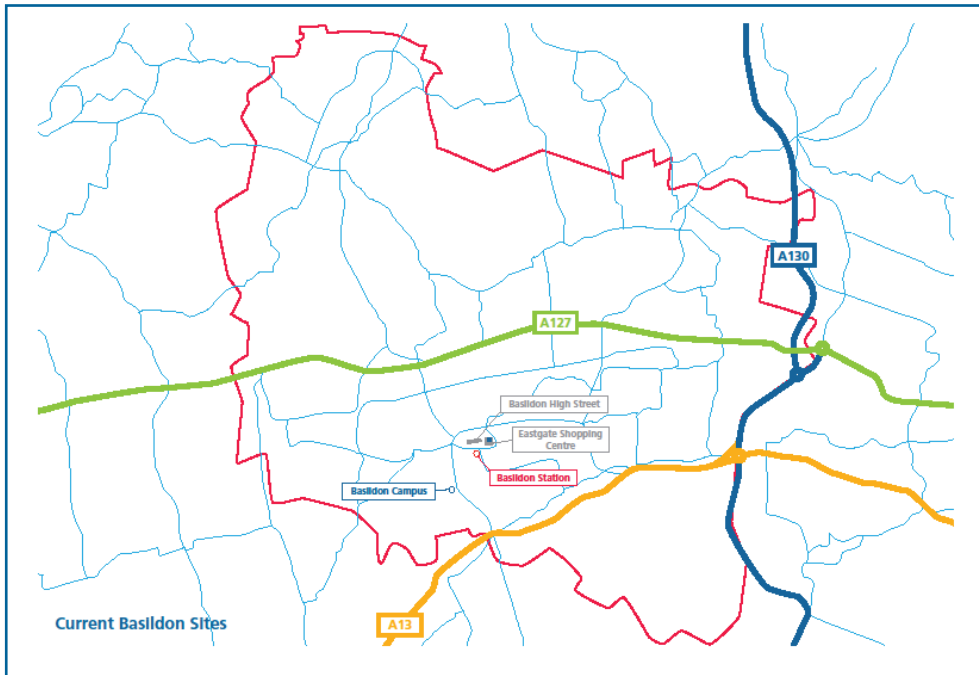 A130
A127
Basildon High Street
Eastgate Shopping
Centre
Basildon Station
Basildon Campus
Current Basildon Sites
A13